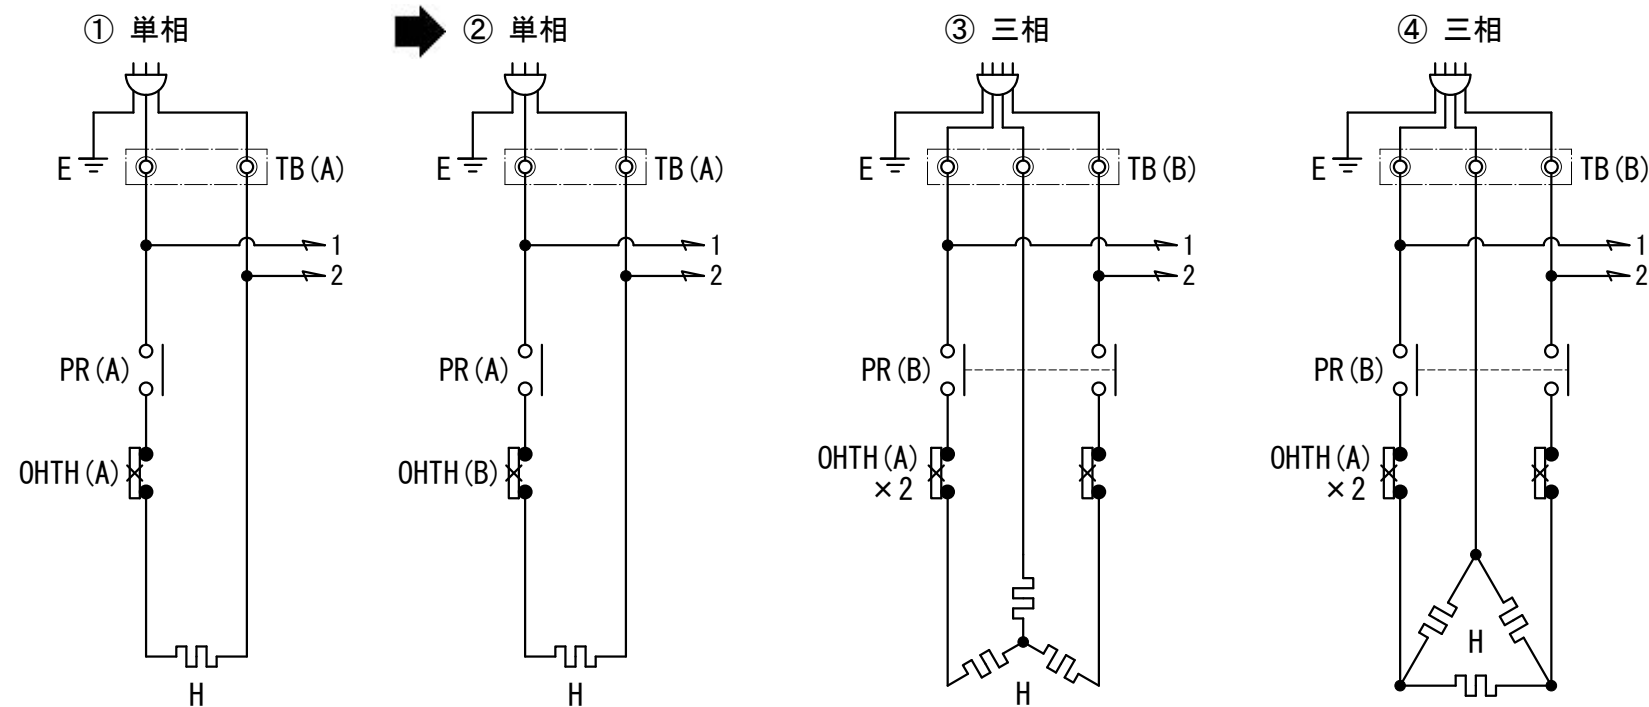 ① 単相
② 単相
③ 三相
④ 三相
E
TB(A)
E
TB(A)
E
TB(B)
E
TB(B)
1
2
1
2
1
2
1
2
PR(A)
PR(A)
PR(B)
PR(B)
OHTH(A)
OHTH(B)
OHTH(A)
×2
OHTH(A)
×2
H
H
H
H